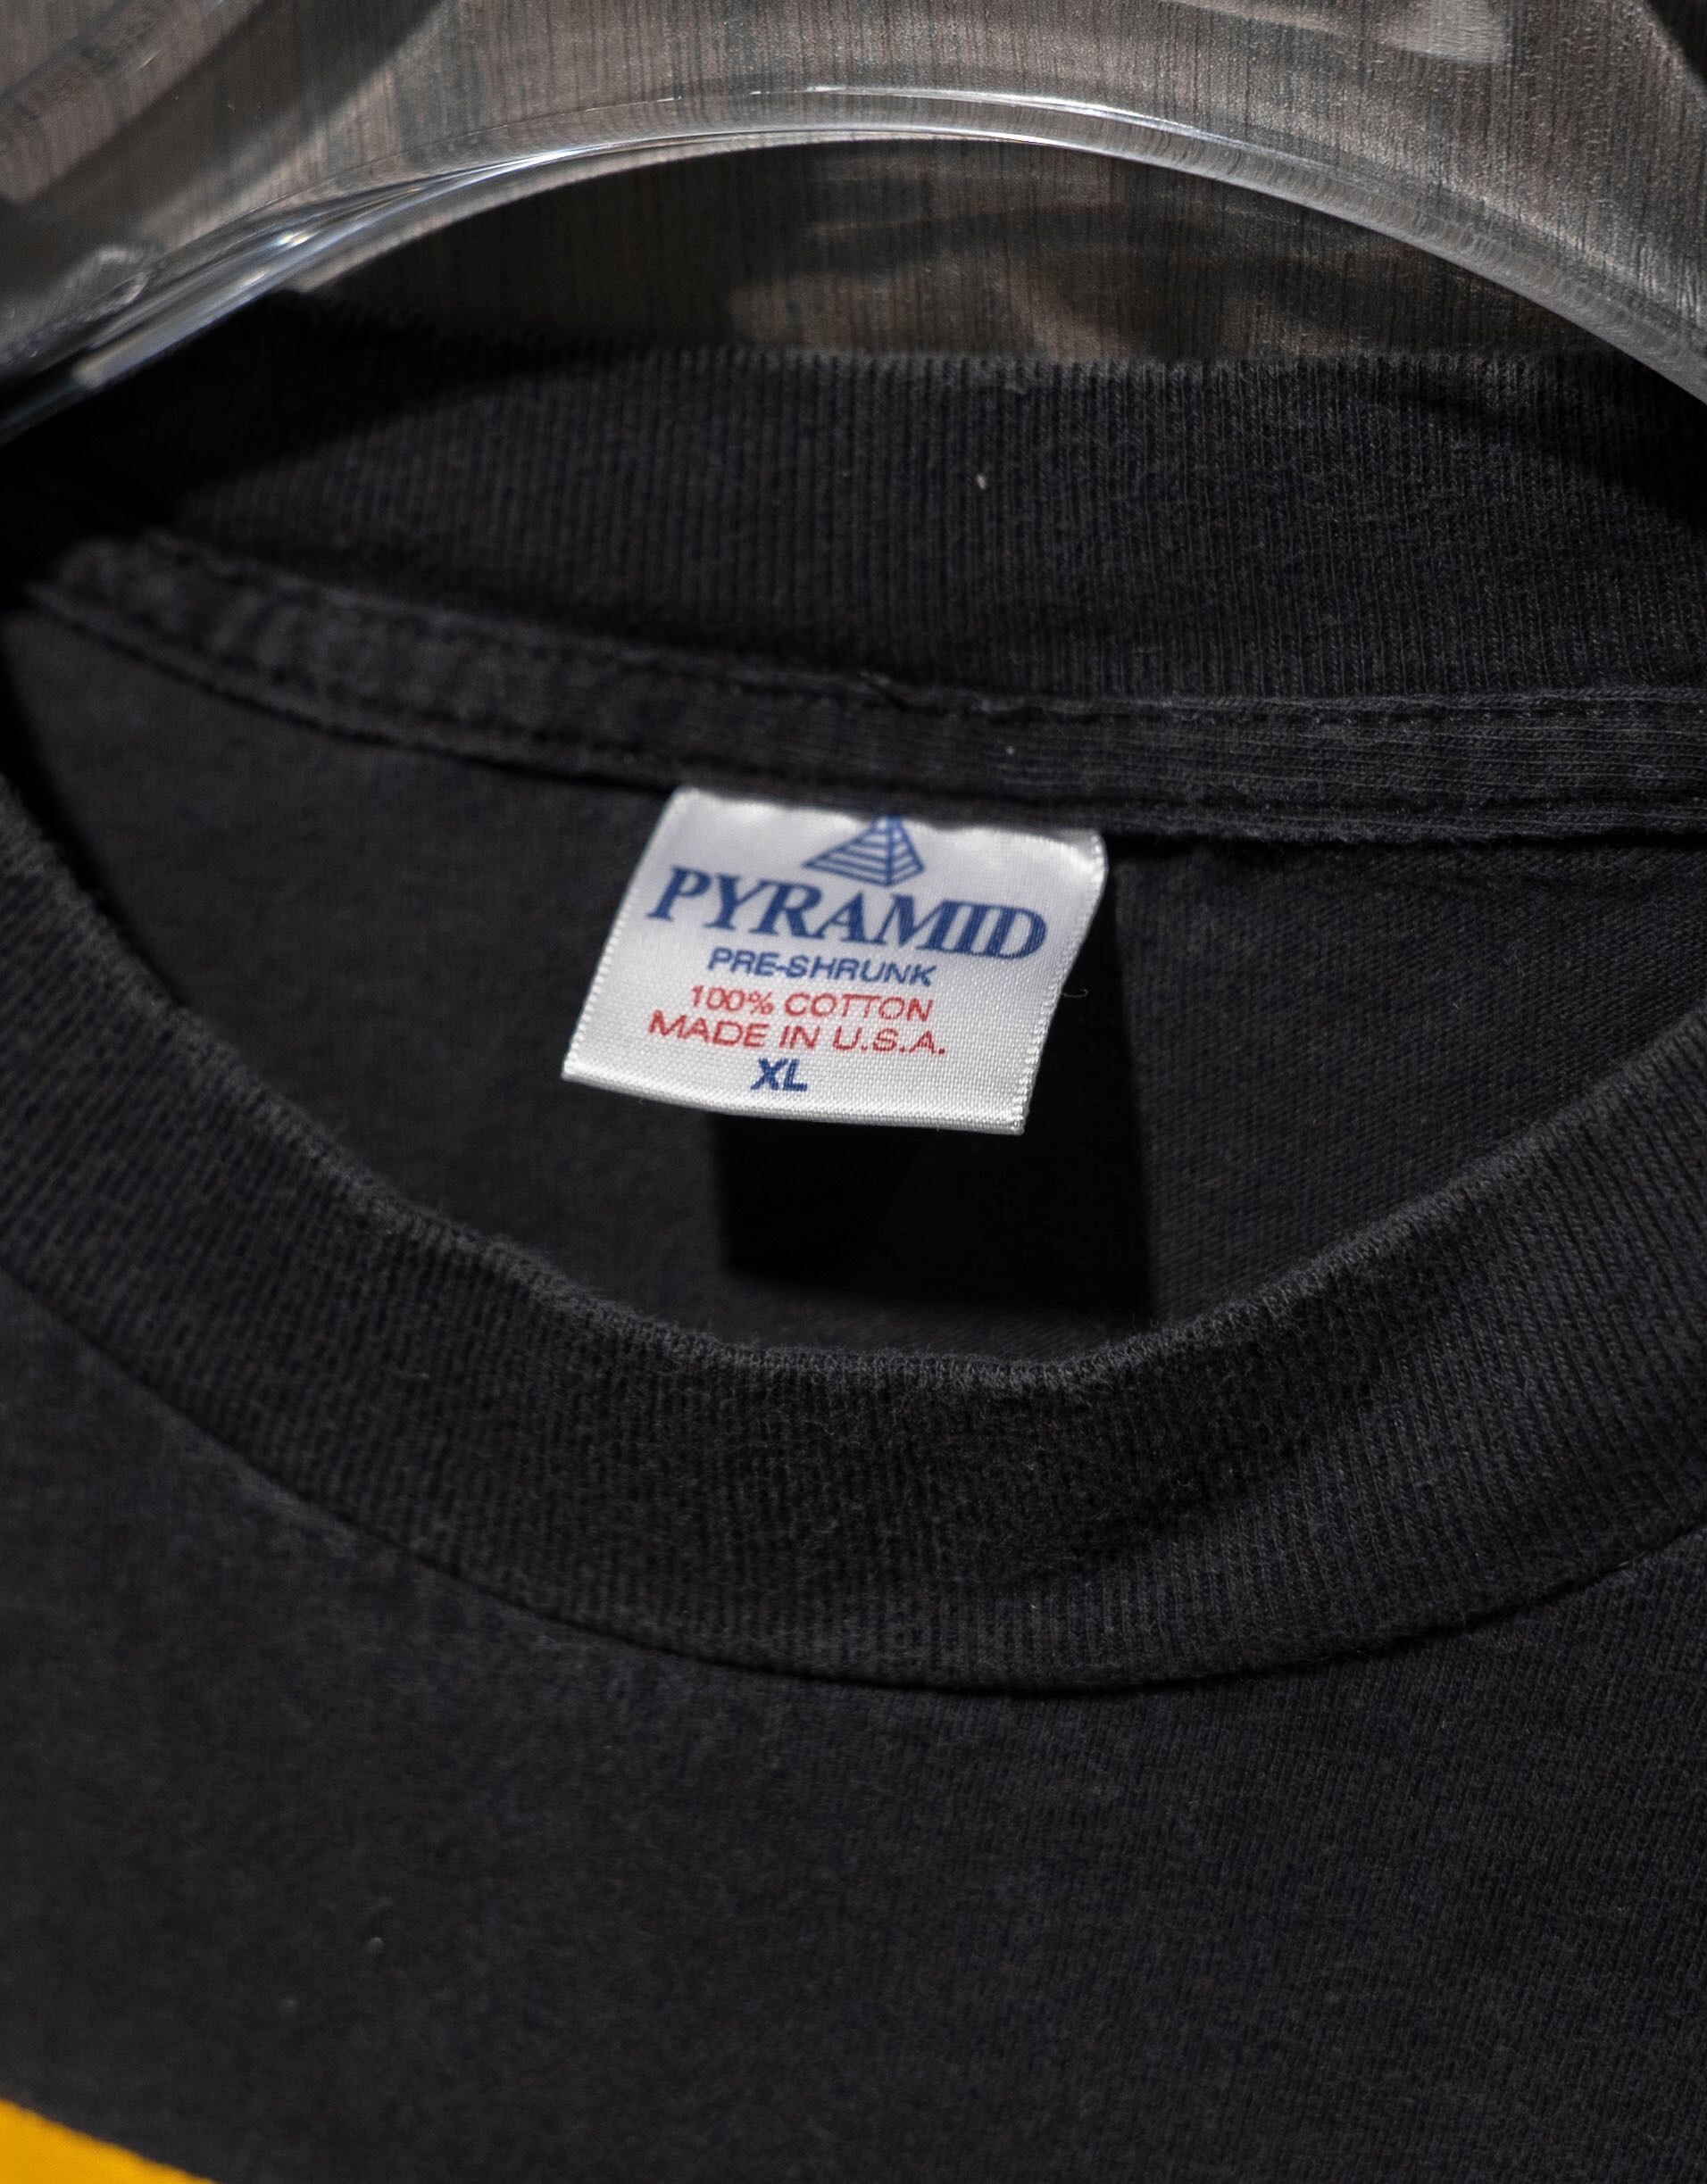 PYRAMID
PRE-SHRUNK
100% COTTON
MADE IN U.S.A.
XL